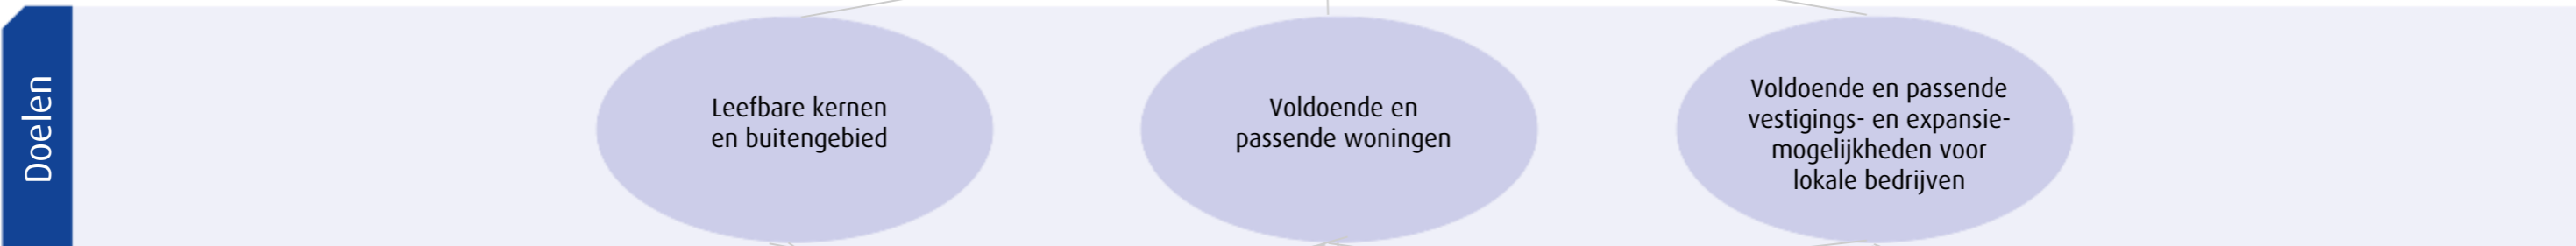 Doelen
Leefbare kernen
en buitengebied
Voldoende en
passende woningen
Voldoende en passende
vestigings- en expansie-
mogelijkheden voor
lokale bedrijven